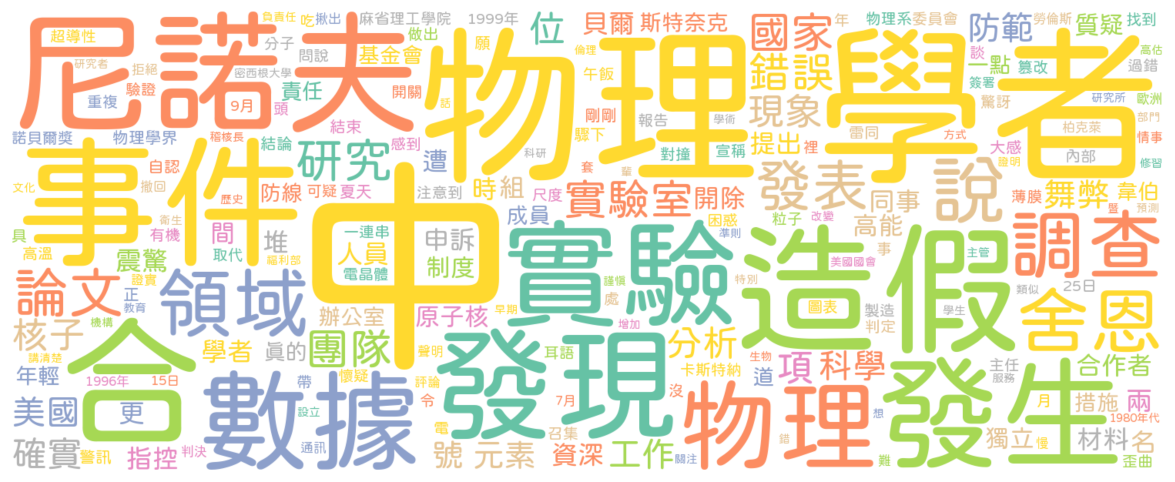 尼諾夫
物理
學者
事件
中
實驗
造假
發現
發生
合
數據
領域
物理
調查
舍恩
研究
論文
說
發表
國家
錯誤
現象
位
防範
團隊
實驗室
開除
超導性
研究者
拒絕
驗證
重複
9月
負責任
揪出
吃
麻省理工學院
做出
1999年
分子
問說
基金會
密西根大學
責任
頭
開關
願
話
倫理
午飯
貝爾
斯特奈克
物理系
委員會
年
勞倫斯
找到
質疑
高估
談
一點
篡改
過錯
簽署
驚訝
研究所
歐洲
部門
諾貝爾獎
物理學界
稽核長
結論
結束
感到
報告
學術
剛剛
驟下
科研
對撞
宣稱
提出
裡
雷同
方式
大感
柏克萊
內部
情事
證明
修習
自認
文化
撤回
防線
歷史
可疑
夏天
遭
注意到
時
組
尺度
套
螢
同事
薄膜
盤
預測
舞弊
韋伯
衛生
具
高溫
有機
間
取代
堆
福利部
震驚
一連串
人員
電晶體
申訴
制度
成員
困惑
準則
粒子
改變
高能
事
美國國會
主管
證實
正
教育
核子
機構
學者
辦公室
真的
原子核
早期
聲明
耳語
處
謹慎
特別
增加
圖表
製造
判定
類似
25日
學生
講清楚
1996年
15日
年輕
懷疑
評論
分析
卡斯特納
生物
道
項
科學
主任
服務
合作者
美國
更
帶
設立
令
7月
沒
想
月
措施
兩
1980年代
確實
警訊
指控
判決
通訊
電
號
元素
召集
資深
工作
關注
錯
難
獨立
慢
材料
名
歪曲